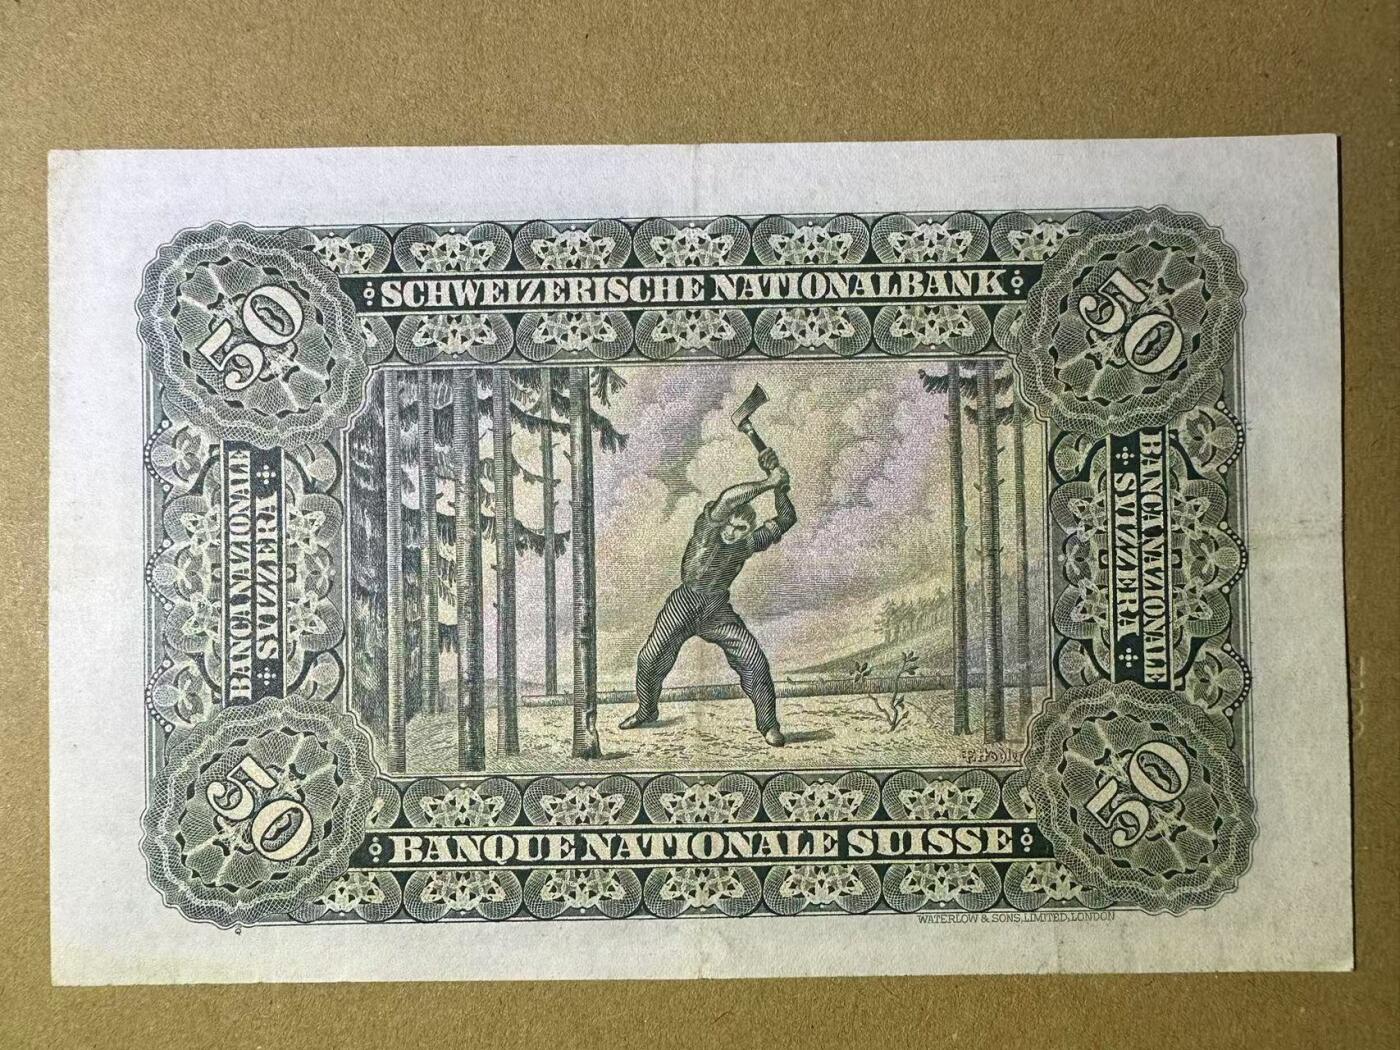 50
SCHWEIZERISCHE NATIONALBANK
50
BANCA NAZIONALE
SVIZZERA
BANCA NAZIONALE
SVIZZERA
50
BANQUE NATIONALE SUISSE
50
WATERLOW & SONS, LIMITED, LONDON